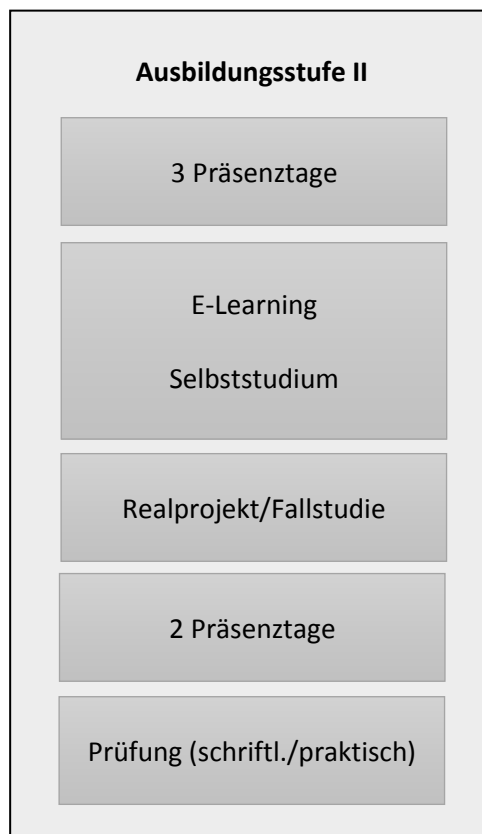 Ausbildungsstufe II
3 Präsenztage
E-Learning
Selbststudium
Realprojekt/Fallstudie
2 Präsenztage
Prüfung (schriftl./praktisch)